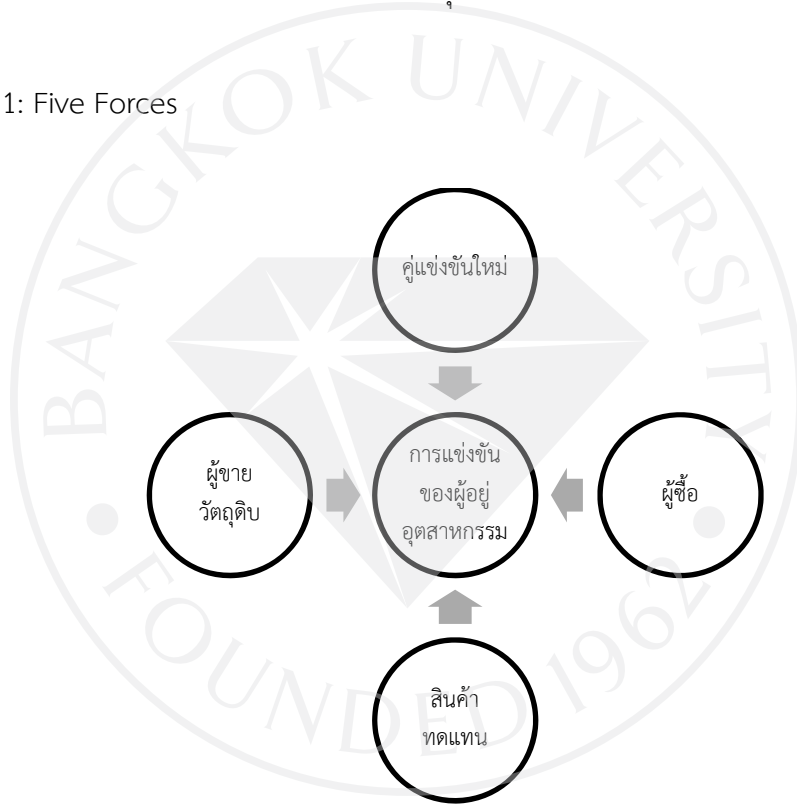 1: Five Forces
คู่แข่งขันใหม่
ผู้ขาย
วัตถุดิบ
การแข่งขัน
ของผู้อยู่
อุตสาหกรรม
ผู้ซื้อ
สินค้า
ทดแทน
BANGKOK UNIVERSITY
FOUNDED 1962